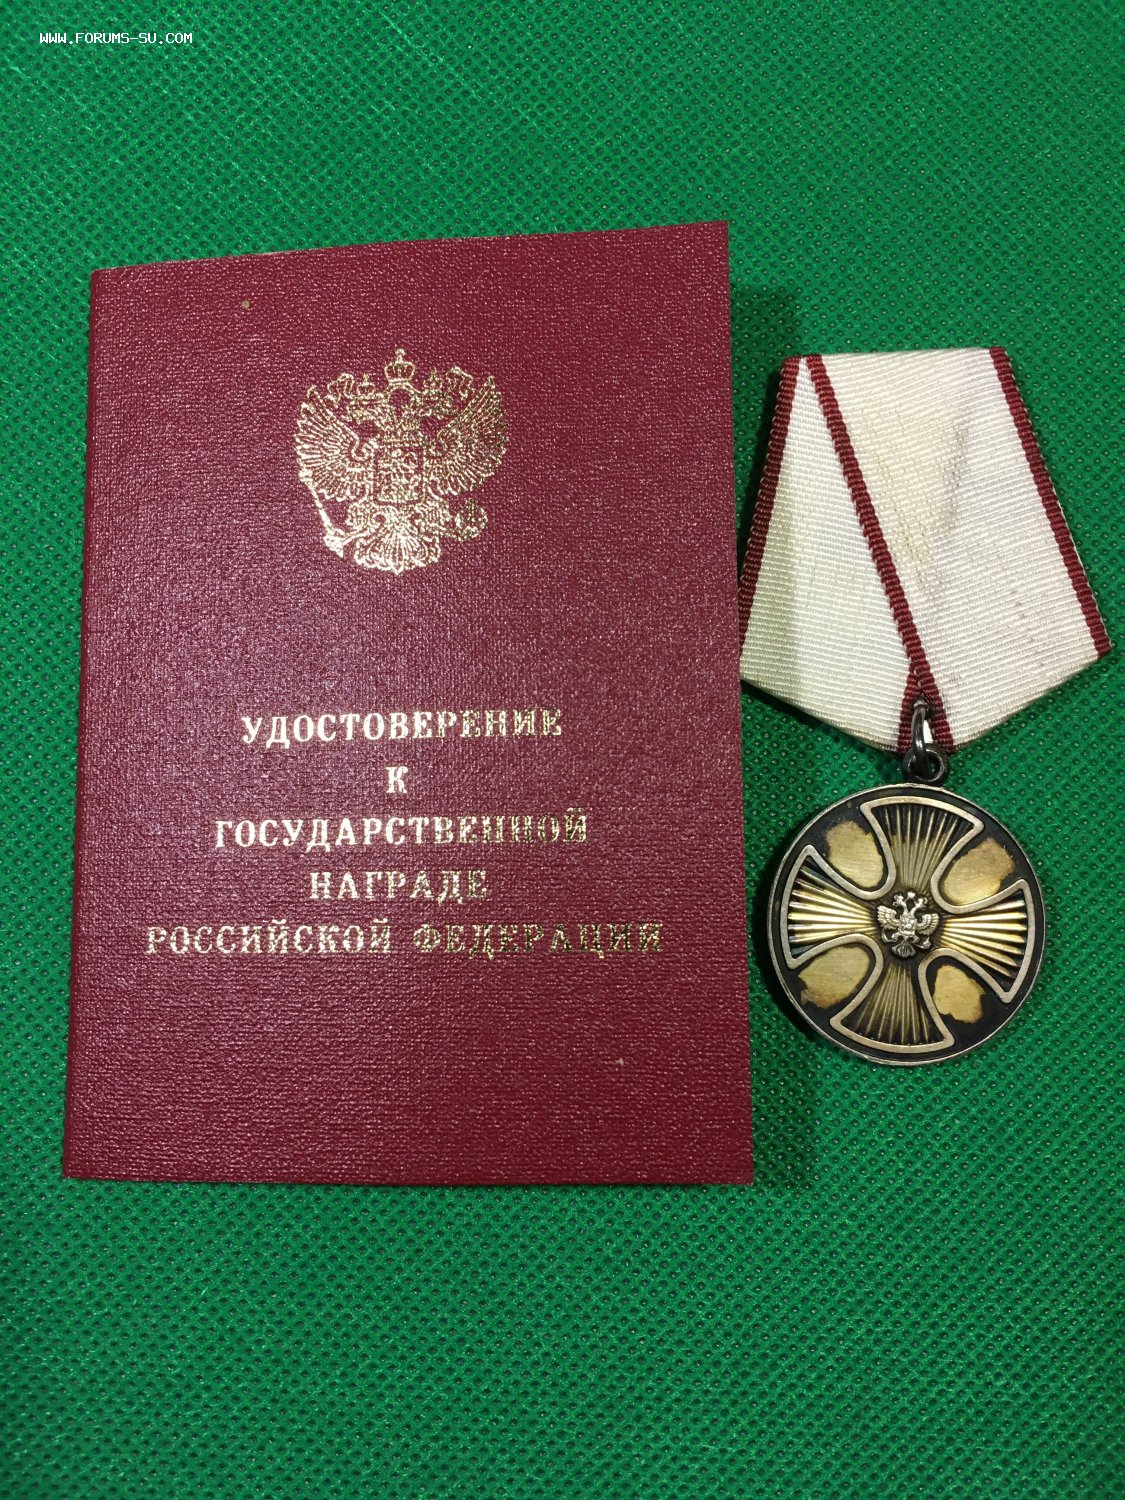 WWW.FORUMS-SU.COM
УДОСТОВЕРЕНИЕ
К
ГОСУДАРСТВЕННОЙ
НАГРАДЕ
РОССИЙСКОЙ ФЕДЕРАЦИИ